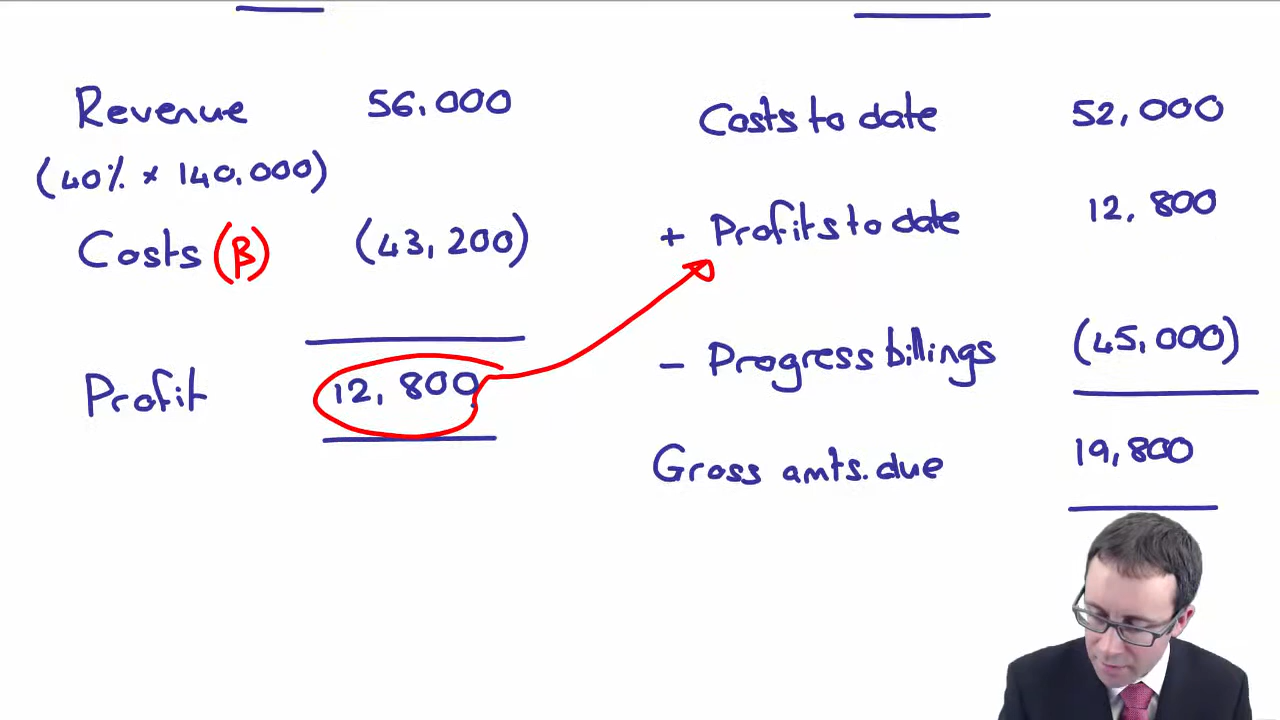 Revenue 56,000
(40% × 140,000)
Costs (β) (43,200)
Profit 12,800
Costs to date 52,000
+ Profits to date 12,800
- Progress billings (45,000)
Gross amts. due 19,800